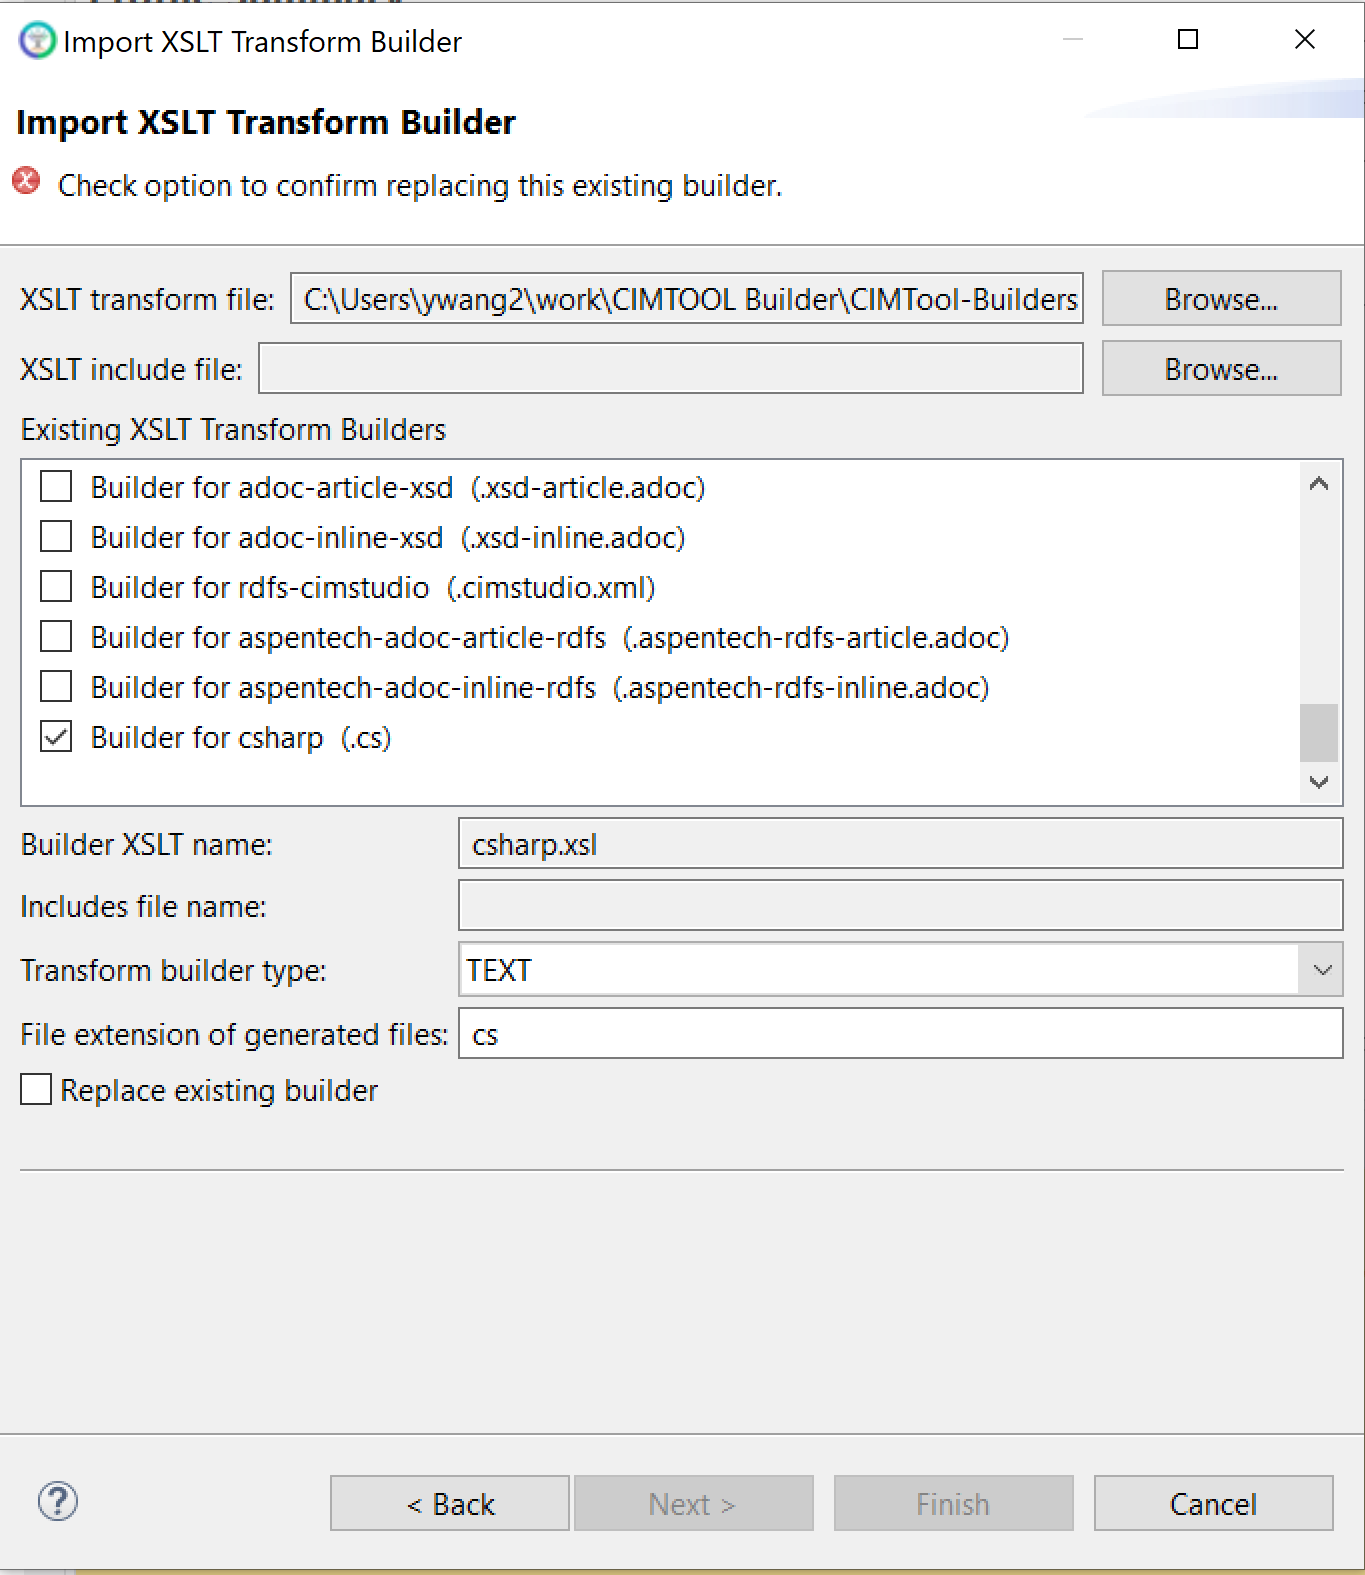 Import XSLT Transform Builder
Import XSLT Transform Builder
Check option to confirm replacing this existing builder.
XSLT transform file: C:\Users\ywang2\work\CIMTOOL Builder\CIMTool-Builders Browse...
XSLT include file: Browse...
Existing XSLT Transform Builders
Builder for adoc-article-xsd (.xsd-article.adoc)
Builder for adoc-inline-xsd (.xsd-inline.adoc)
Builder for rdfs-cimstudio (.cimstudio.xml)
Builder for aspentech-adoc-article-rdfs (.aspentech-rdfs-article.adoc)
Builder for aspentech-adoc-inline-rdfs (.aspentech-rdfs-inline.adoc)
Builder for csharp (.cs)
Builder XSLT name: csharp.xsl
Includes file name:
Transform builder type: TEXT
File extension of generated files: cs
Replace existing builder
? < Back Next > Finish Cancel